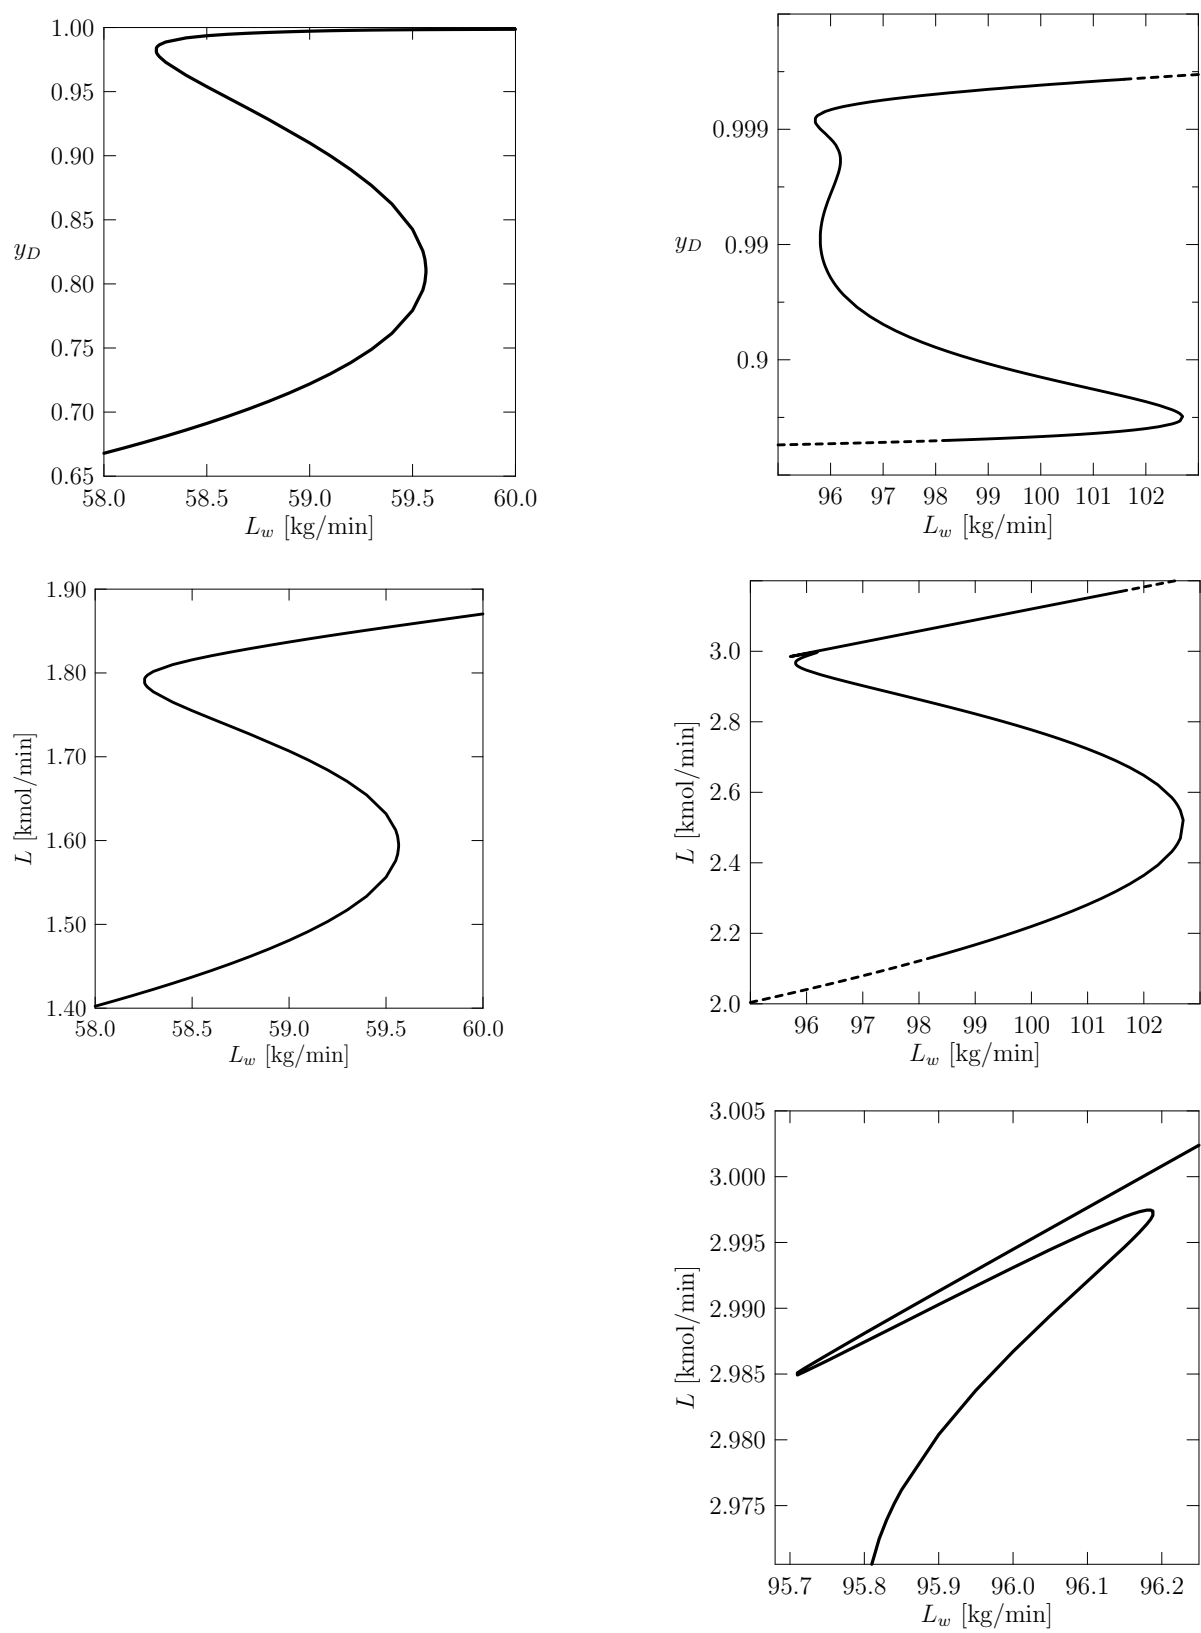 1.00
0.95
0.90
0.85
y_D
0.80
0.75
0.70
0.65
58.0 58.5 59.0 59.5 60.0
L_w [kg/min]
0.999
y_D 0.99
0.9
96 97 98 99 100 101 102
L_w [kg/min]
1.90
1.80
1.70
L [kmol/min]
1.60
1.50
1.40
58.0 58.5 59.0 59.5 60.0
L_w [kg/min]
3.0
2.8
L [kmol/min]
2.6
2.4
2.2
2.0
96 97 98 99 100 101 102
L_w [kg/min]
3.005
3.000
2.995
2.990
L [kmol/min]
2.985
2.980
2.975
95.7 95.8 95.9 96.0 96.1 96.2
L_w [kg/min]